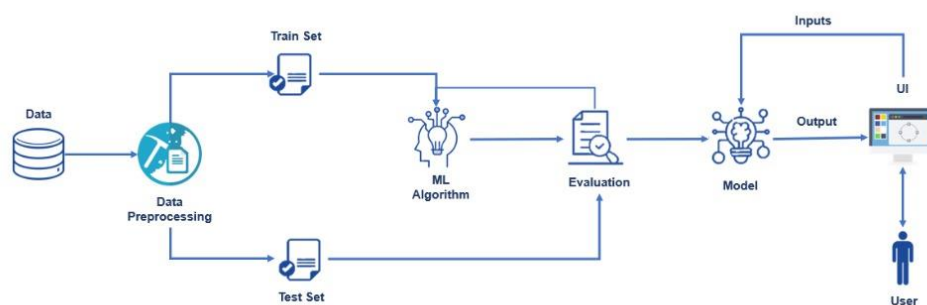 Inputs
Train Set
UI
Data
Output
ML
Algorithm
Evaluation
Model
Data
Preprocessing
Test Set
User